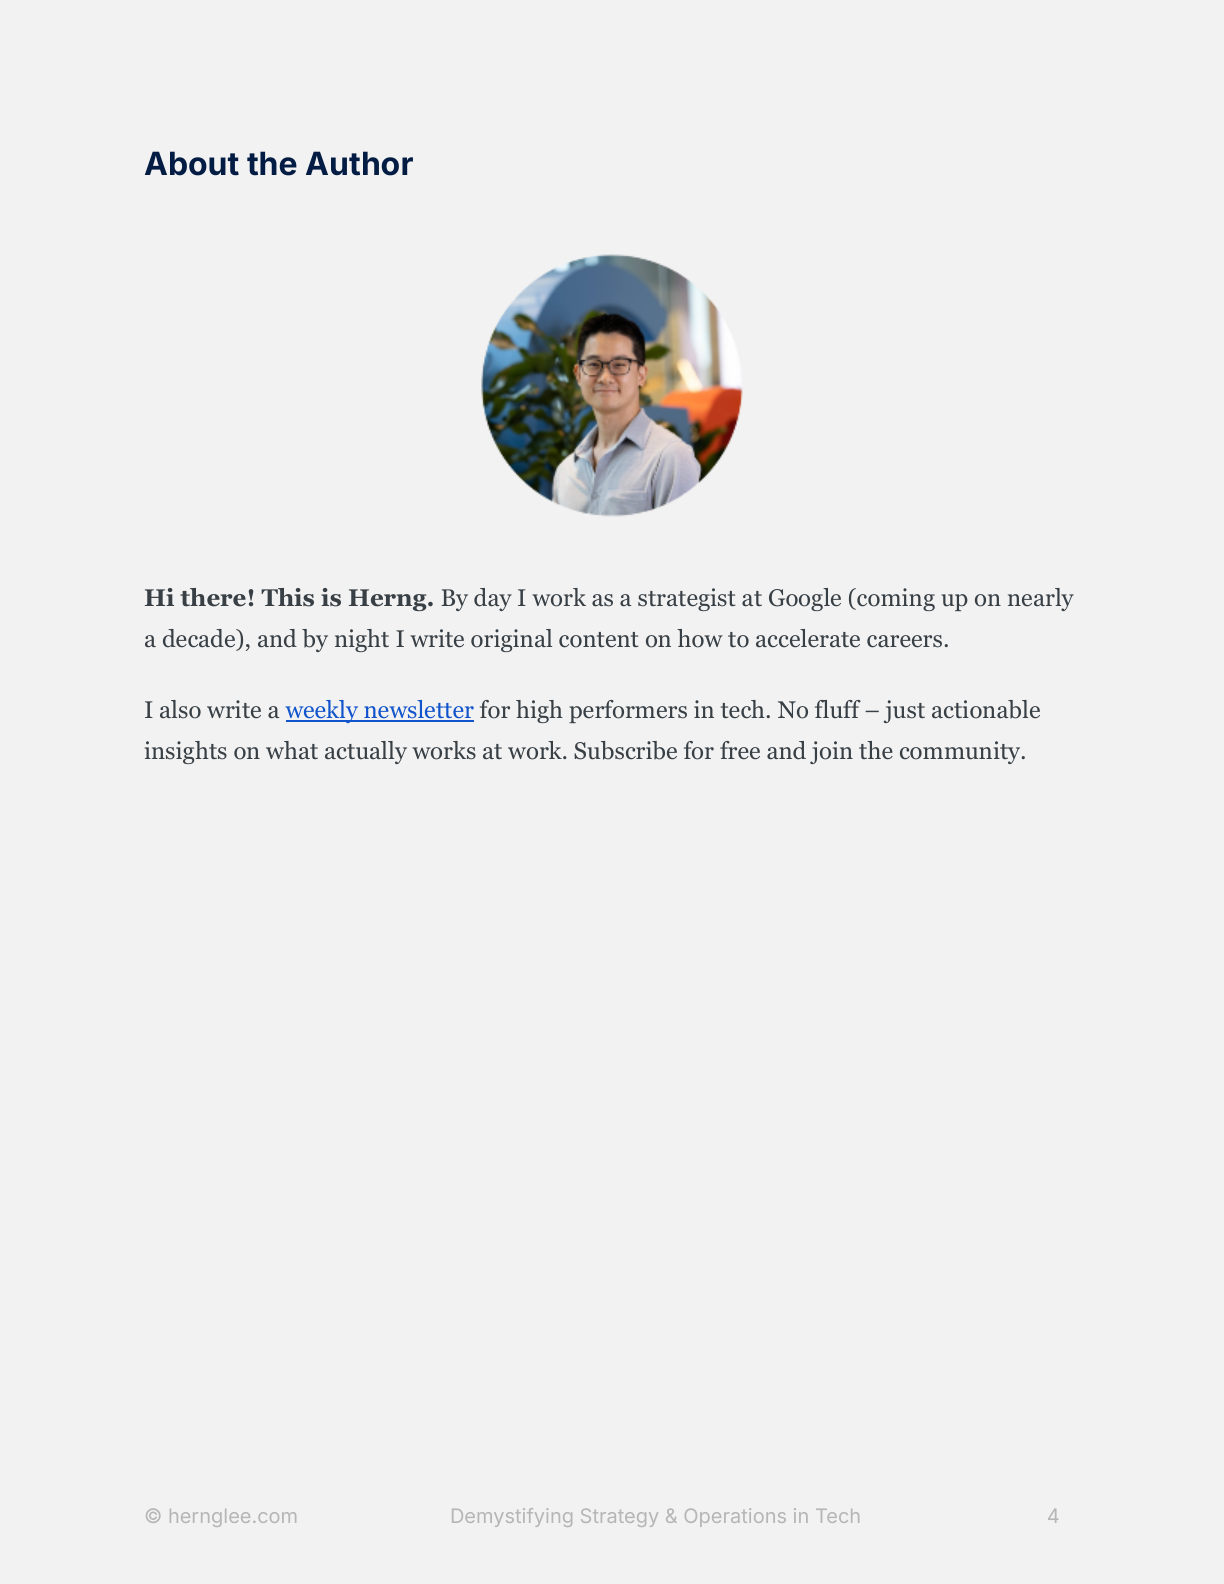 About the Author
Hi there! This is Herng. By day I work as a strategist at Google (coming up on nearly
a decade), and by night I write original content on how to accelerate careers.
I also write a weekly newsletter for high performers in tech. No fluff – just actionable
insights on what actually works at work. Subscribe for free and join the community.
© hernglee.com Demystifying Strategy & Operations in Tech 4